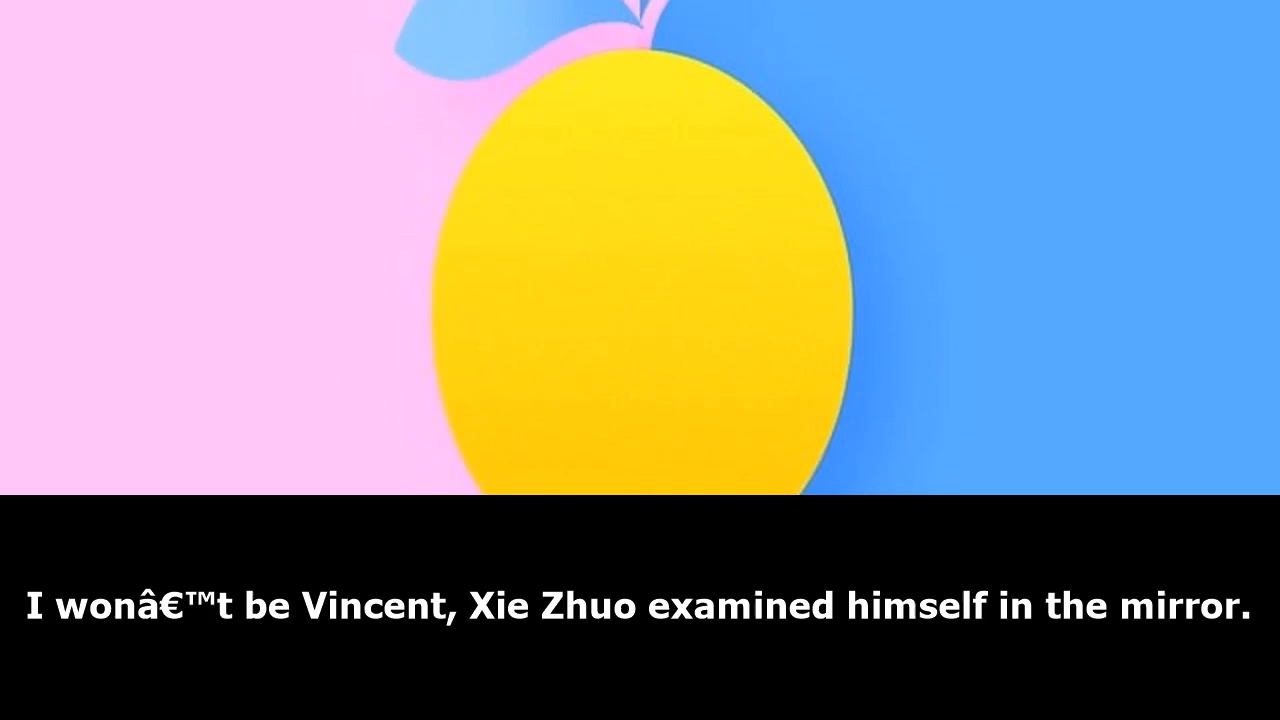 I wonâ€™t be Vincent, Xie Zhuo examined himself in the mirror.